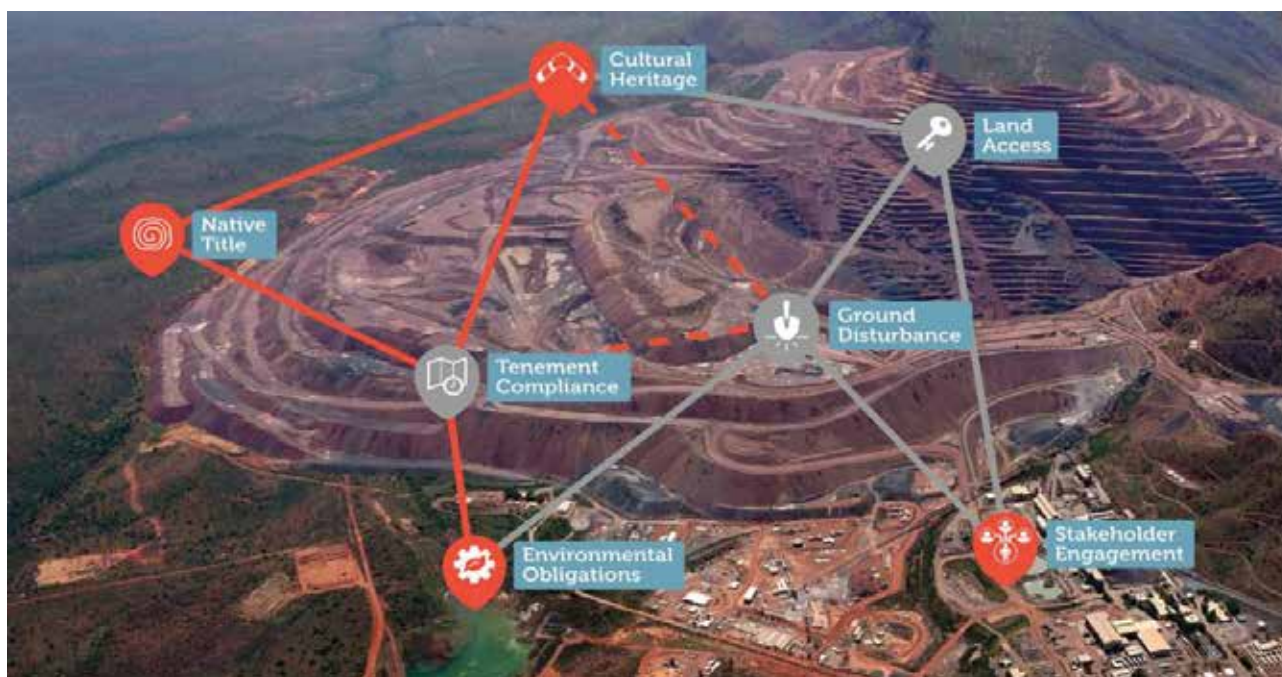 Cultural
Heritage
Land
Access
Native
Title
Ground
Disturbance
Tenement
Compliance
Environmental
Obligations
Stakeholder
Engagement